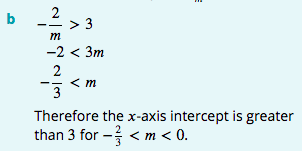 b −2/m > 3
−2 < 3m
−2/3 < m
Therefore the x-axis intercept is greater
than 3 for −2/3 < m < 0.